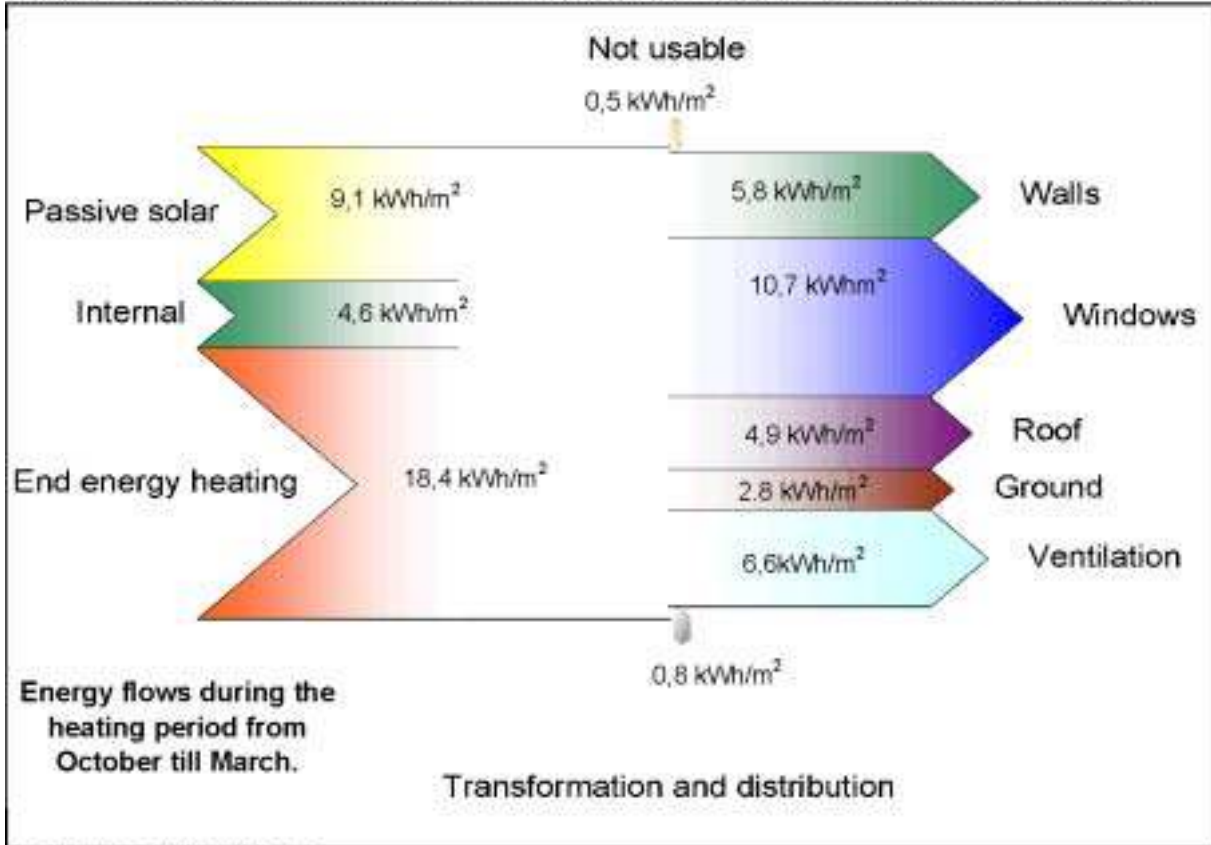 Not usable
0,5 kWh/m²
Passive solar
9,1 kWh/m²
5,8 kWh/m²
Walls
Internal
4,6 kWh/m²
10,7 kWhm²
Windows
End energy heating
18,4 kWh/m²
4,9 kWh/m²
Roof
2.8 kWh/m²
Ground
6,6kWh/m²
Ventilation
0,8 kWh/m²
Energy flows during the
heating period from
October till March.
Transformation and distribution